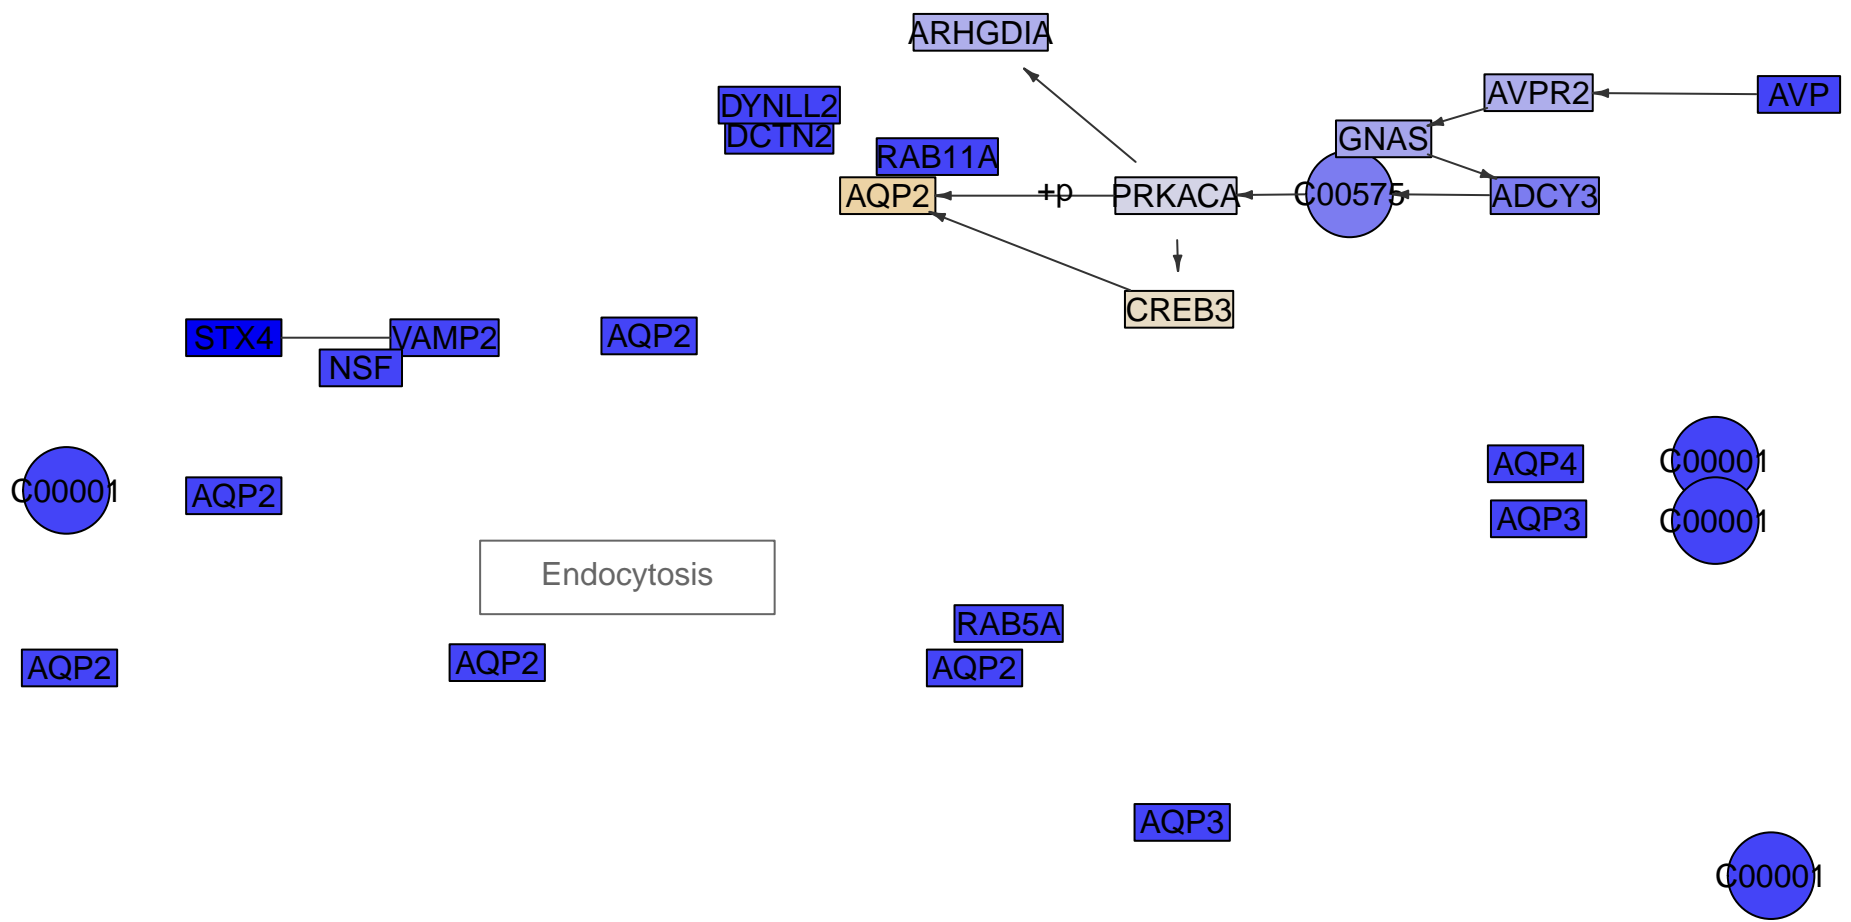 ARHGDIA
DYNLL2
DCTN2
RAB11A
AVPR2
AVP
GNAS
AQP2
+p
PRKACA
C00575
ADCY3
CREB3
STX4
VAMP2
NSF
AQP2
C00001
AQP2
AQP4
C00001
AQP3
C00001
Endocytosis
RAB5A
AQP2
AQP2
AQP2
AQP3
C00001